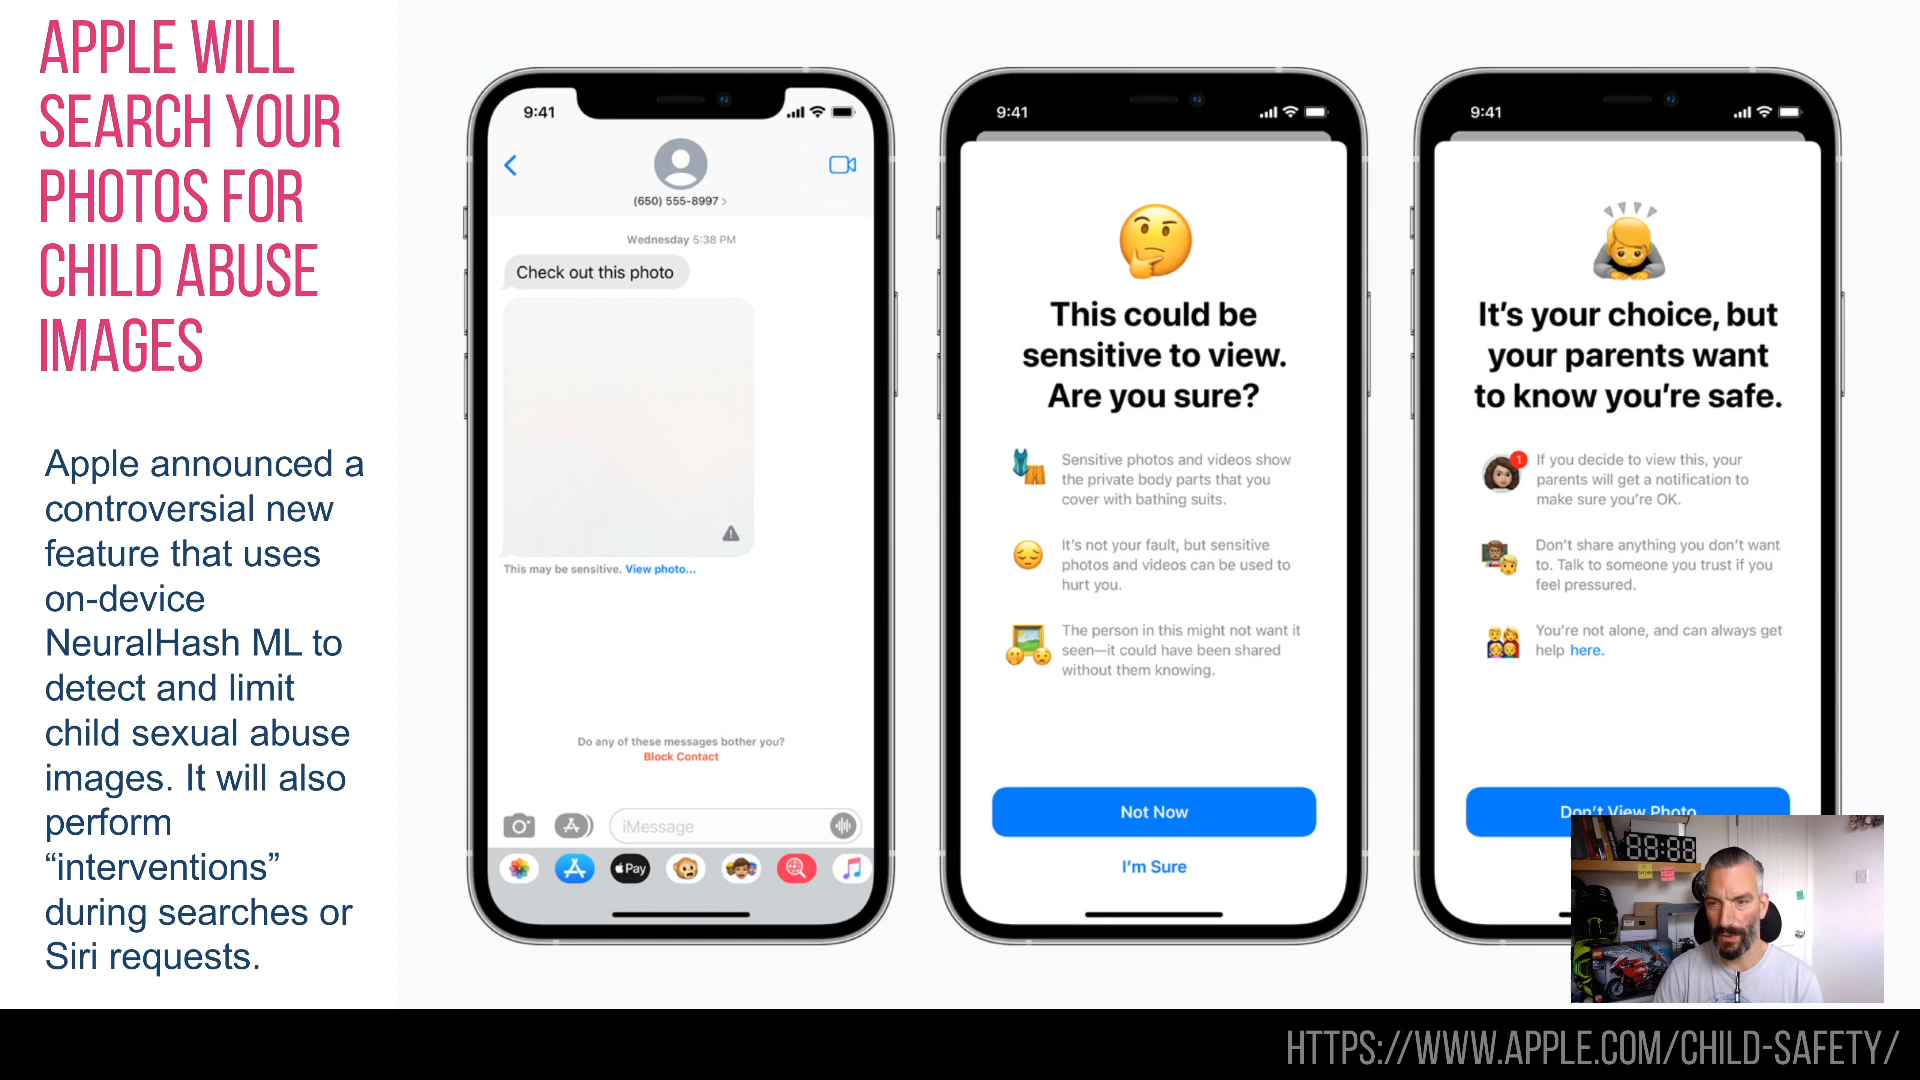 APPLE WILL
SEARCH YOUR
PHOTOS FOR
CHILD ABUSE
IMAGES
Apple announced a
controversial new
feature that uses
on-device
NeuralHash ML to
detect and limit
child sexual abuse
images. It will also
perform
“interventions”
during searches or
Siri requests.
9:41
(650) 555-8997 >
Wednesday 5:38 PM
Check out this photo
This may be sensitive. View photo...
Do any of these messages bother you?
Block Contact
iMessage
Pay
9:41
This could be
sensitive to view.
Are you sure?
Sensitive photos and videos show
the private body parts that you
cover with bathing suits.
It's not your fault, but sensitive
photos and videos can be used to
hurt you.
The person in this might not want it
seen—it could have been shared
without them knowing.
Not Now
I'm Sure
9:41
It's your choice, but
your parents want
to know you're safe.
1
If you decide to view this, your
parents will get a notification to
make sure you're OK.
Don't share anything you don't want
to. Talk to someone you trust if you
feel pressured.
You're not alone, and can always get
help here.
Don't View Photo
HTTPS://WWW.APPLE.COM/CHILD-SAFETY/